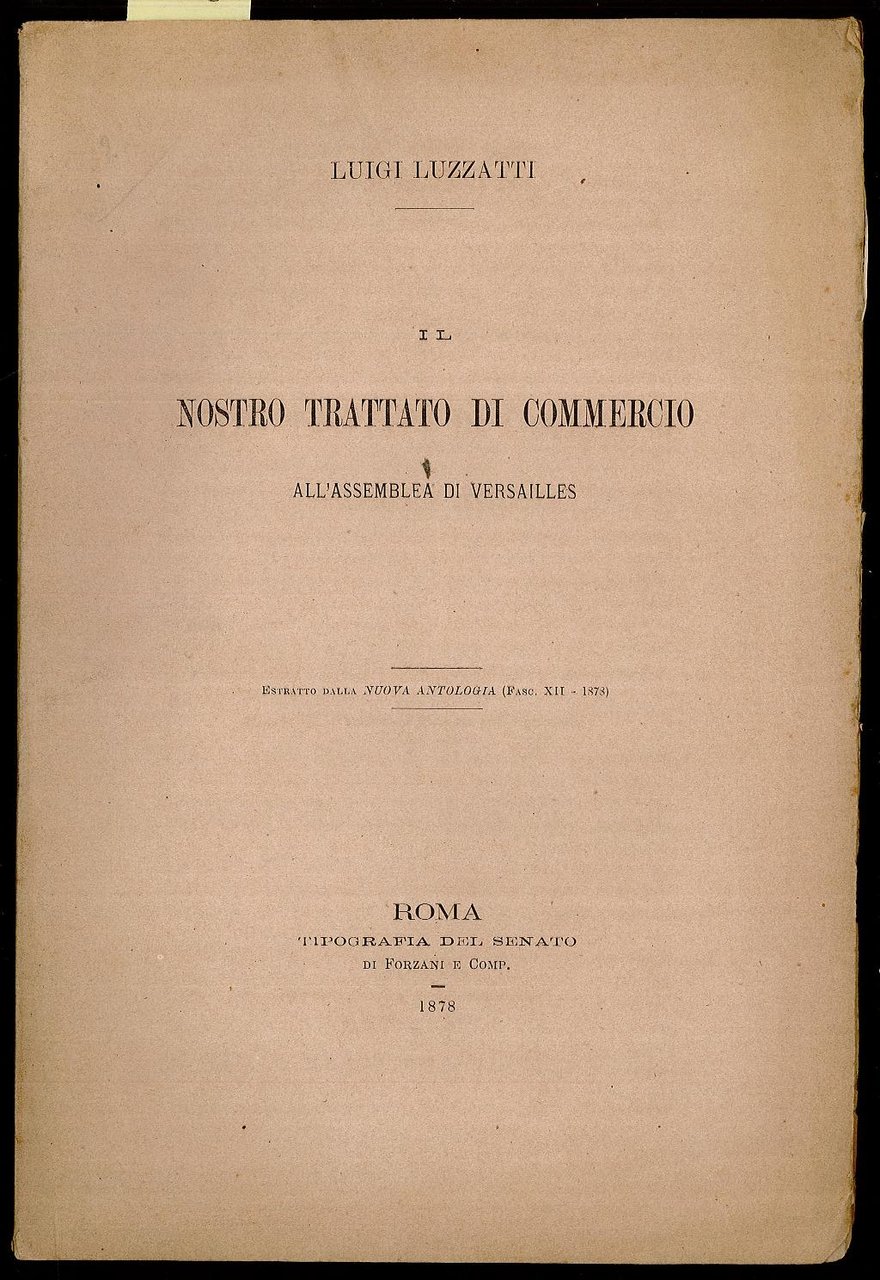 LUIGI LUZZATTI
IL
NOSTRO TRATTATO DI COMMERCIO
ALL'ASSEMBLEA DI VERSAILLES
ESTRATTO DALLA NUOVA ANTOLOGIA (FASC. XII - 1878)
ROMA
TIPOGRAFIA DEL SENATO
DI FORZANI E COMP.
1878